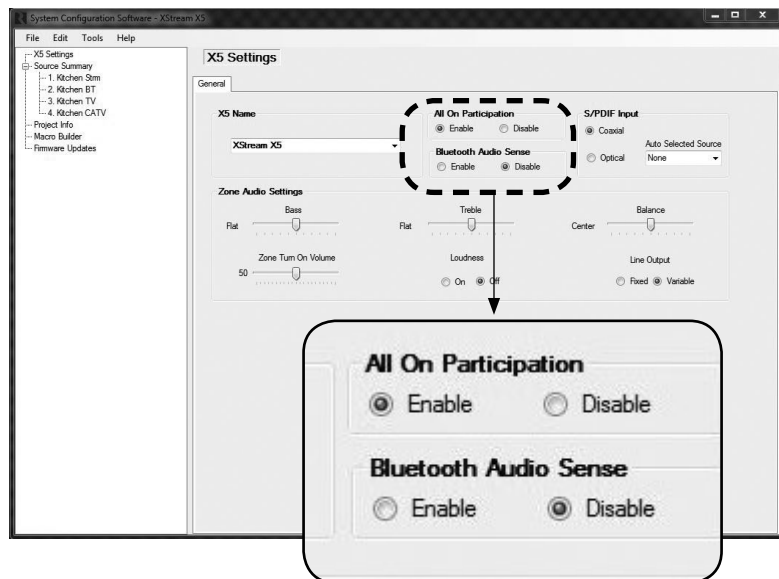 System Configuration Software - XStream X5
File Edit Tools Help
X5 Settings
Source Summary
1. Kitchen Stm
2. Kitchen BT
3. Kitchen TV
4. Kitchen CATV
Project Info
Macro Builder
Firmware Updates
X5 Settings
General
X5 Name
XStream X5
All On Participation
Enable Disable
Bluetooth Audio Sense
Enable Disable
S/PDIF Input
Coaxial
Optical
Auto Selected Source
None
Zone Audio Settings
Bass
Flat
Treble
Flat
Balance
Center
Zone Turn On Volume
50
Loudness
On Off
Line Output
Fixed Variable
All On Participation
Enable Disable
Bluetooth Audio Sense
Enable Disable